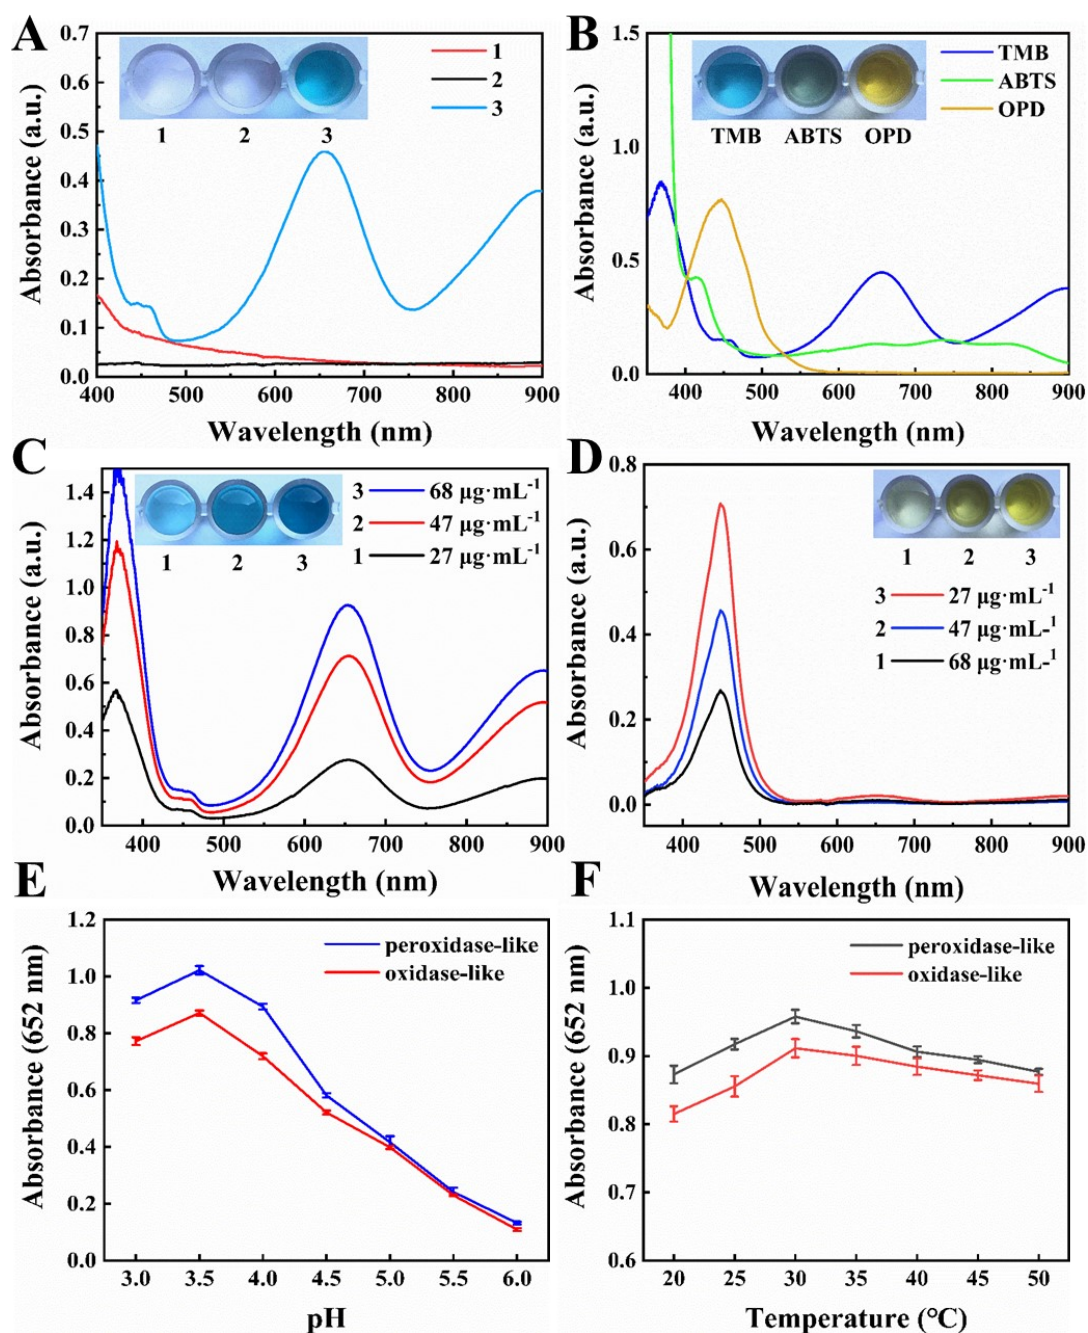 A
0.7
0.6
0.5
0.4
0.3
0.2
0.1
0.0
Absorbance (a.u.)
1
2
3
1 2 3
400 500 600 700 800 900
Wavelength (nm)
B
1.5
1.0
0.5
0.0
Absorbance (a.u.)
TMB
ABTS
OPD
TMB ABTS OPD
400 500 600 700 800 900
Wavelength (nm)
C
1.4
1.2
1.0
0.8
0.6
0.4
0.2
0.0
Absorbance (a.u.)
3 68 μg·mL⁻¹
2 47 μg·mL⁻¹
1 27 μg·mL⁻¹
1 2 3
400 500 600 700 800 900
Wavelength (nm)
D
0.8
0.6
0.4
0.2
0.0
Absorbance (a.u.)
1 2 3
3 27 μg·mL⁻¹
2 47 μg·mL-¹
1 68 μg·mL-¹
400 500 600 700 800 900
Wavelength (nm)
E
1.2
1.0
0.8
0.6
0.4
0.2
0.0
Absorbance (652 nm)
peroxidase-like
oxidase-like
3.0 3.5 4.0 4.5 5.0 5.5 6.0
pH
F
1.1
1.0
0.9
0.8
0.7
0.6
Absorbance (652 nm)
peroxidase-like
oxidase-like
20 25 30 35 40 45 50
Temperature (°C)